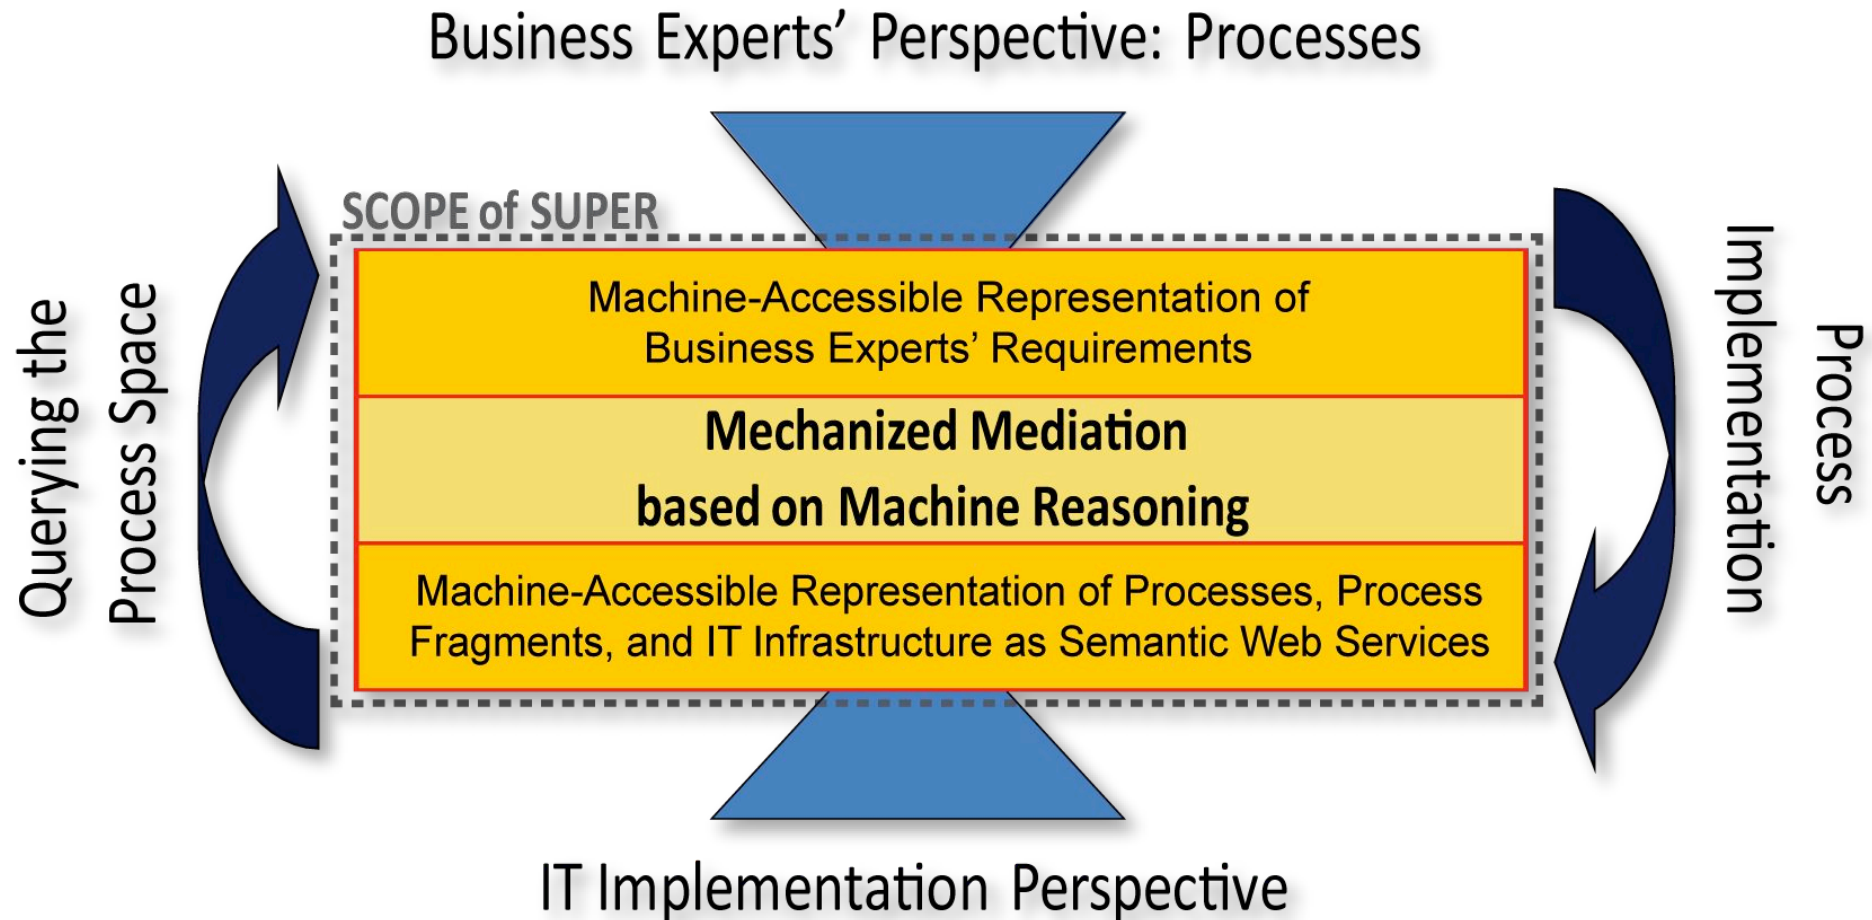 Business Experts’ Perspective: Processes
SCOPE of SUPER
Querying the
Process Space
Machine-Accessible Representation of
Business Experts’ Requirements
Mechanized Mediation
based on Machine Reasoning
Machine-Accessible Representation of Processes, Process
Fragments, and IT Infrastructure as Semantic Web Services
Process
Implementation
IT Implementation Perspective